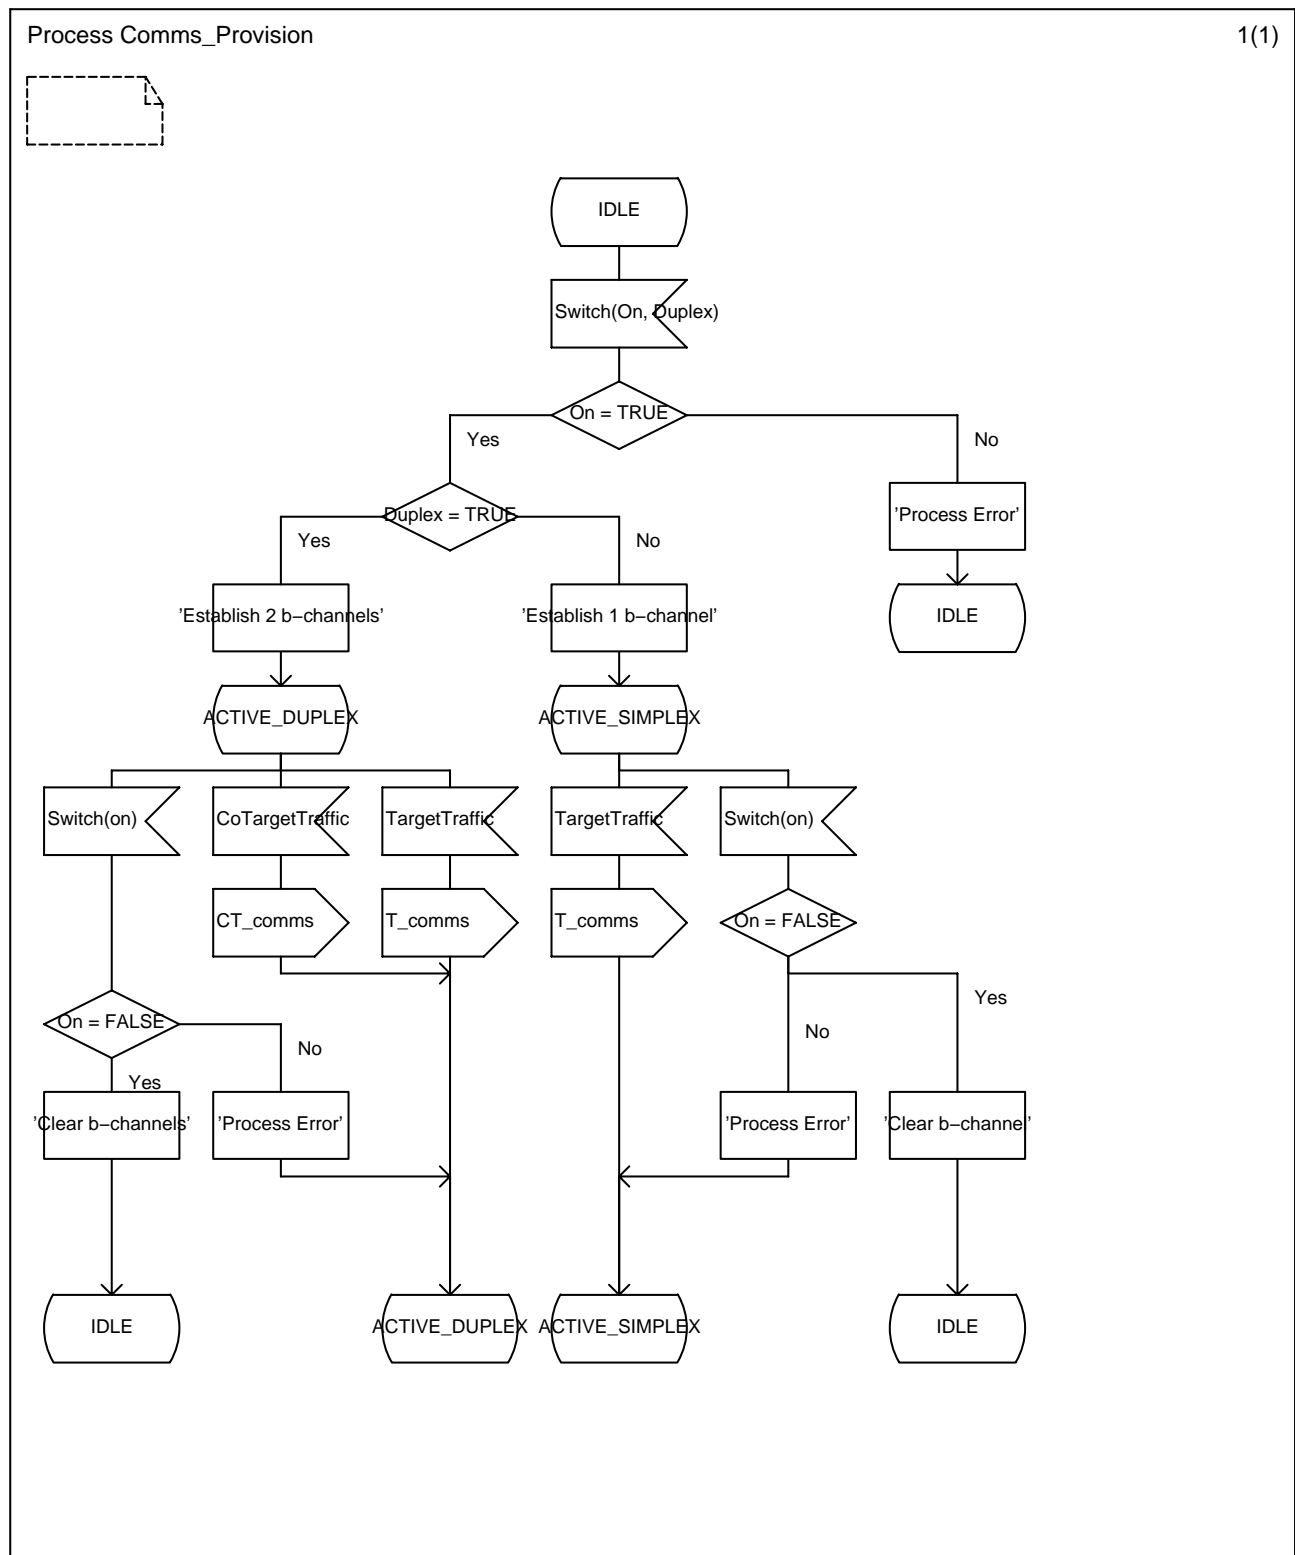 Process Comms_Provision
1(1)
IDLE
Switch(On, Duplex)
On = TRUE
Yes
No
Duplex = TRUE
'Process Error'
Yes
No
'Establish 2 b−channels'
'Establish 1 b−channel'
IDLE
ACTIVE_DUPLEX
ACTIVE_SIMPLEX
Switch(on)
CoTargetTraffic
TargetTraffic
TargetTraffic
Switch(on)
CT_comms
T_comms
T_comms
On = FALSE
Yes
On = FALSE
No
No
Yes
'Clear b−channels'
'Process Error'
'Process Error'
'Clear b−channel'
IDLE
ACTIVE_DUPLEX
ACTIVE_SIMPLEX
IDLE